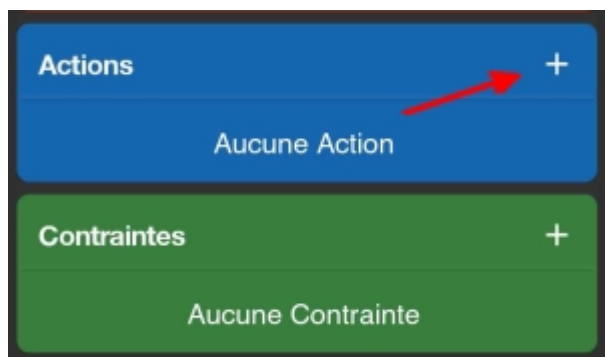 Actions +
Aucune Action
Contraintes +
Aucune Contrainte